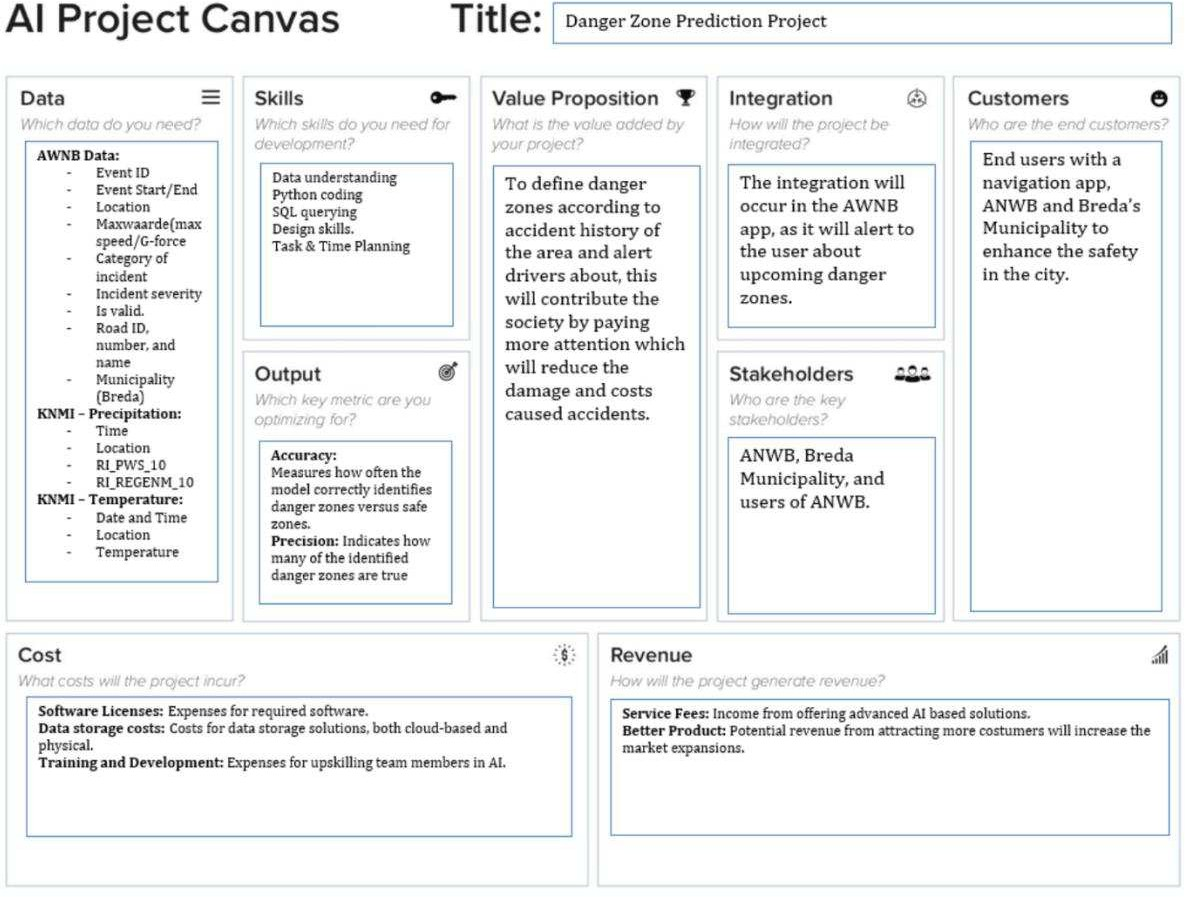 AI Project Canvas
Title:
Danger Zone Prediction Project
Data
Which data do you need?
AWNB Data:
- Event ID
- Event Start/End
- Location
- Maxwaarde(max
speed/G-force
- Category of
incident
- Incident severity
- Is valid.
- Road ID,
number, and
name
- Municipality
(Breda)
KNMI – Precipitation:
- Time
- Location
- RI_PWS_10
- RI_REGENM_10
KNMI – Temperature:
- Date and Time
- Location
- Temperature
Skills
Which skills do you need for
development?
Data understanding
Python coding
SQL querying
Design skills.
Task & Time Planning
Output
Which key metric are you
optimizing for?
Accuracy:
Measures how often the
model correctly identifies
danger zones versus safe
zones.
Precision: Indicates how
many of the identified
danger zones are true
Value Proposition
What is the value added by
your project?
To define danger
zones according to
accident history of
the area and alert
drivers about, this
will contribute the
society by paying
more attention which
will reduce the
damage and costs
caused accidents.
Integration
How will the project be
integrated?
The integration will
occur in the AWNB
app, as it will alert to
the user about
upcoming danger
zones.
Stakeholders
Who are the key
stakeholders?
ANWB, Breda
Municipality, and
users of ANWB.
Customers
Who are the end customers?
End users with a
navigation app,
ANWB and Breda's
Municipality to
enhance the safety
in the city.
Cost
What costs will the project incur?
Software Licenses: Expenses for required software.
Data storage costs: Costs for data storage solutions, both cloud-based and
physical.
Training and Development: Expenses for upskilling team members in AI.
Revenue
How will the project generate revenue?
Service Fees: Income from offering advanced AI based solutions.
Better Product: Potential revenue from attracting more costumers will increase the
market expansions.